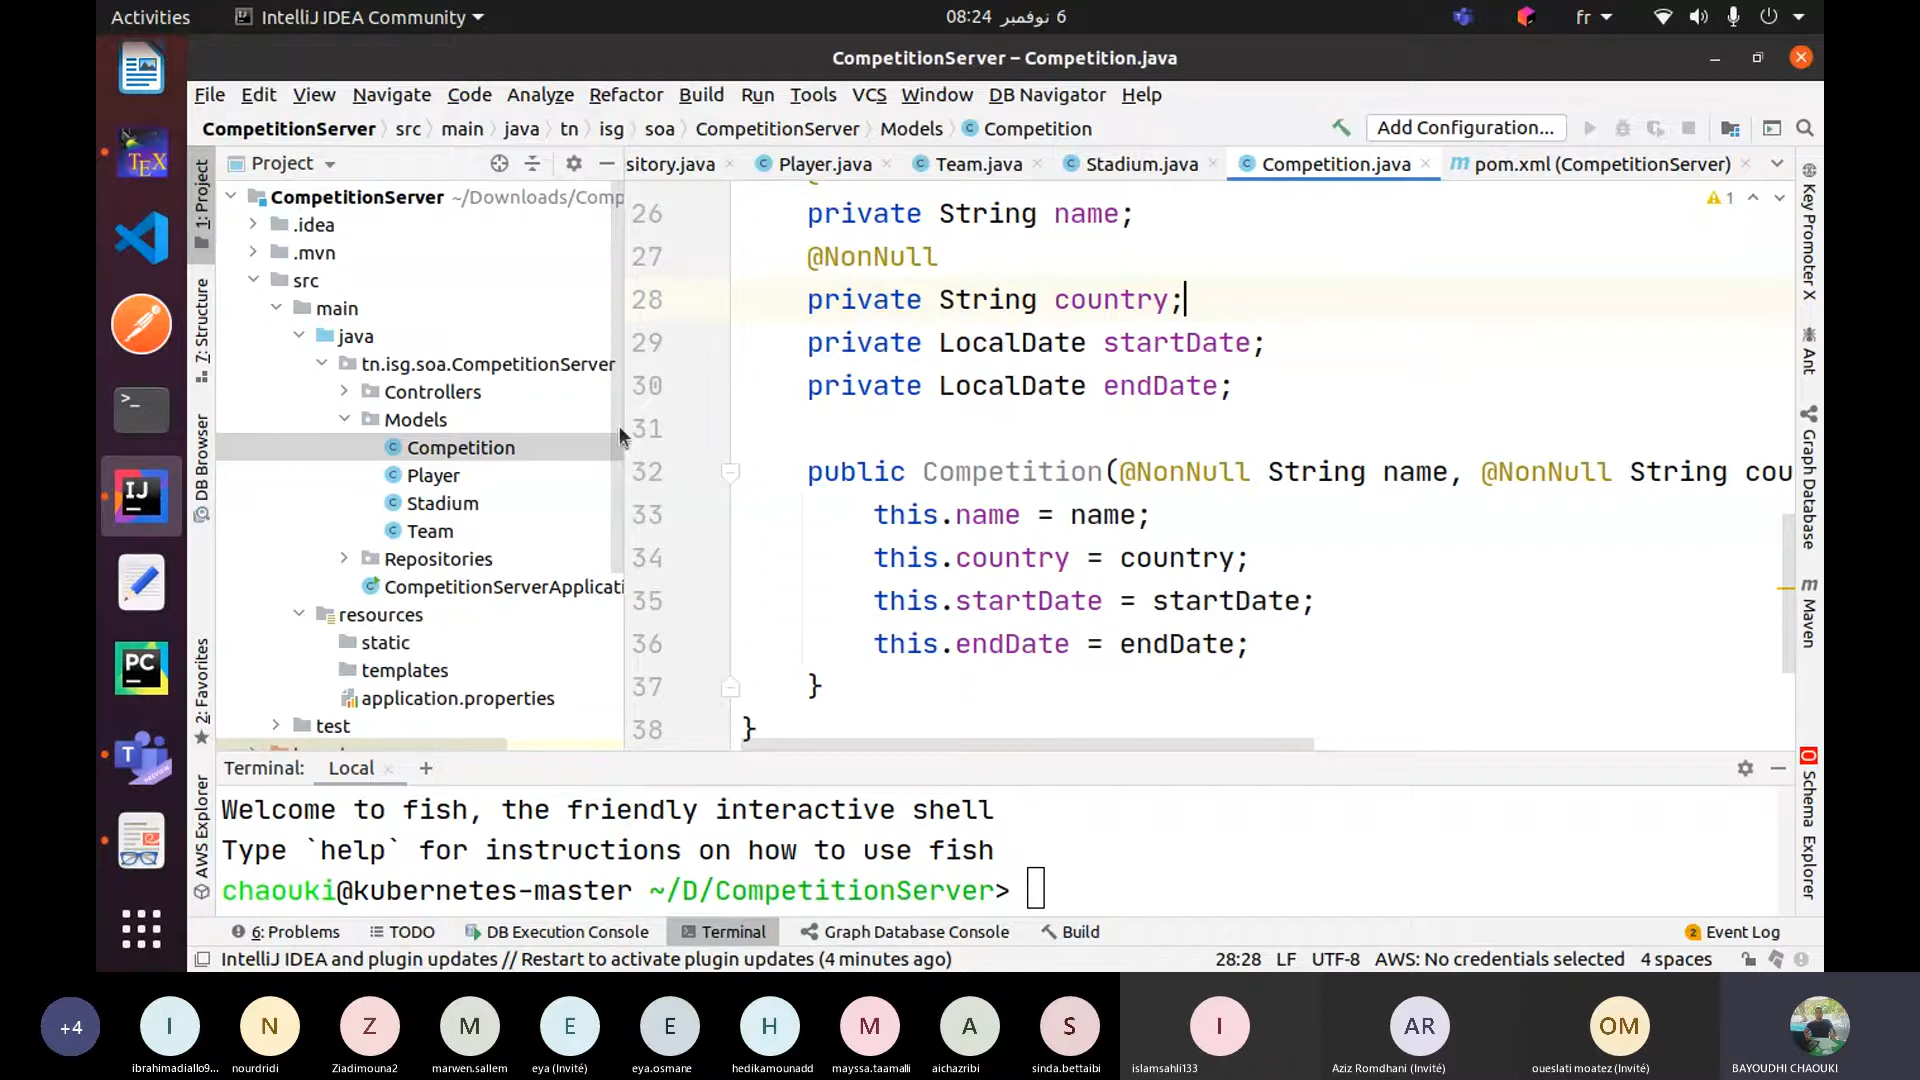 Activities
IntelliJ IDEA Community
6 نوفمبر 08:24
fr
CompetitionServer – Competition.java
File Edit View Navigate Code Analyze Refactor Build Run Tools VCS Window DB Navigator Help
CompetitionServer src main java tn isg soa CompetitionServer Models Competition
Add Configuration...
Project
sitory.java Player.java Team.java Stadium.java Competition.java pom.xml (CompetitionServer)
1: Project
7: Structure
DB Browser
2: Favorites
AWS Explorer
CompetitionServer ~/Downloads/Comp
.idea
.mvn
src
main
java
tn.isg.soa.CompetitionServer
Controllers
Models
Competition
Player
Stadium
Team
Repositories
CompetitionServerApplicati
resources
static
templates
application.properties
test
26 private String name;
27 @NonNull
28 private String country;
29 private LocalDate startDate;
30 private LocalDate endDate;
31
32 public Competition(@NonNull String name, @NonNull String cou
33 this.name = name;
34 this.country = country;
35 this.startDate = startDate;
36 this.endDate = endDate;
37 }
38 }
1
Key Promoter X
Ant
Graph Database
Maven
Schema Explorer
Terminal: Local +
Welcome to fish, the friendly interactive shell
Type `help` for instructions on how to use fish
chaouki@kubernetes-master ~/D/CompetitionServer>
6: Problems TODO DB Execution Console Terminal Graph Database Console Build 2 Event Log
IntelliJ IDEA and plugin updates // Restart to activate plugin updates (4 minutes ago) 28:28 LF UTF-8 AWS: No credentials selected 4 spaces
+4 I N Z M E E H M A S I AR OM
ibrahimadiallo9... nourdridi Ziadimouna2 marwen.sallem eya (Invité) eya.osmane hedikamounadd mayssa.taamalli aichazribi sinda.bettaibi islamsahli133 Aziz Romdhani (Invité) oueslati moatez (Invité) BAYOUDHI CHAOUKI